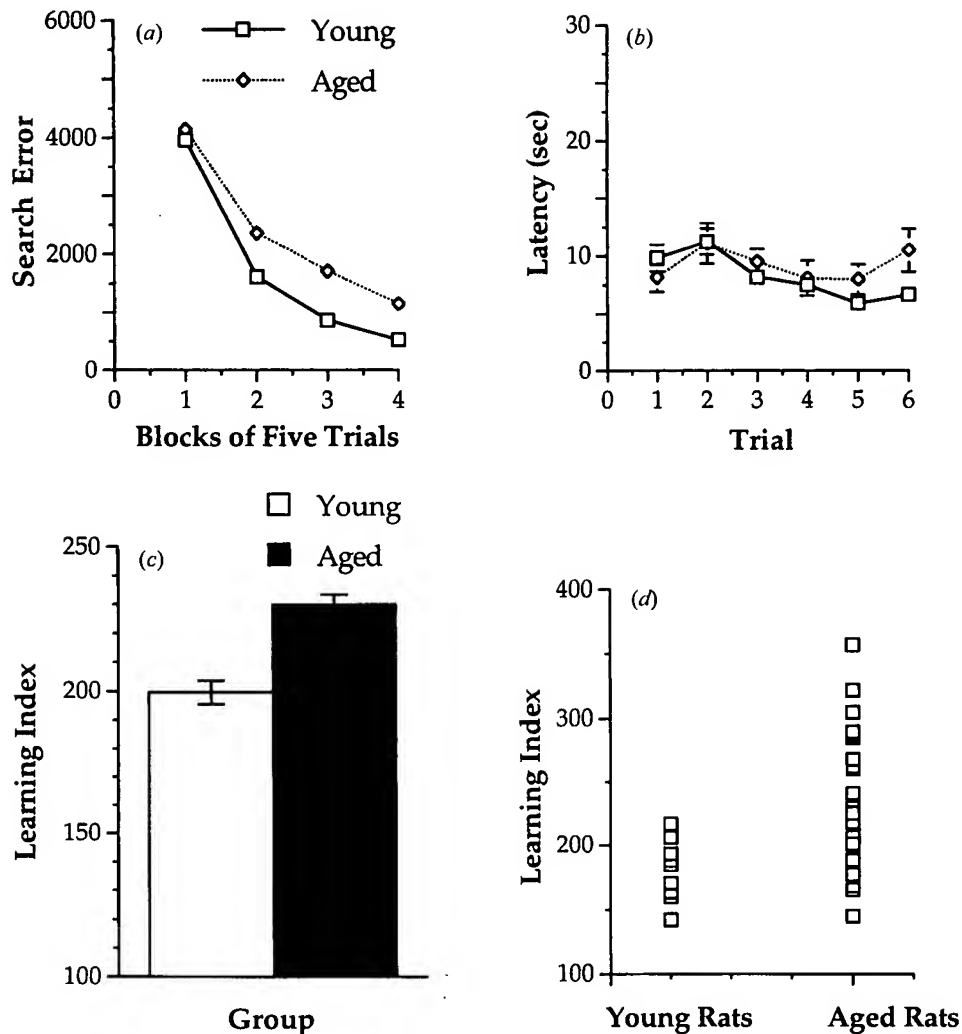 (a)
Young
Aged
6000
4000
2000
0
Search Error
0 1 2 3 4
Blocks of Five Trials
(b)
30
20
10
0
Latency (sec)
0 1 2 3 4 5 6
Trial
Young
Aged
(c)
250
200
150
100
Learning Index
Group
(d)
400
300
200
100
Learning Index
Young Rats Aged Rats